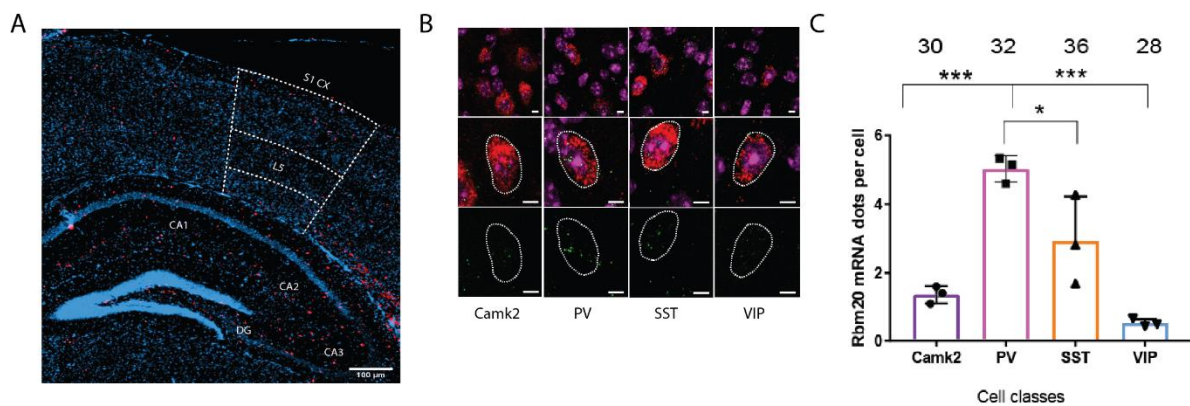 A
S1 CX
L5
CA1
CA2
DG
CA3
100 µm
B
Camk2 PV SST VIP
C
30 32 36 28
*** ***
*
Rbm20 mRNA dots per cell
6
4
2
0
Camk2 PV SST VIP
Cell classes